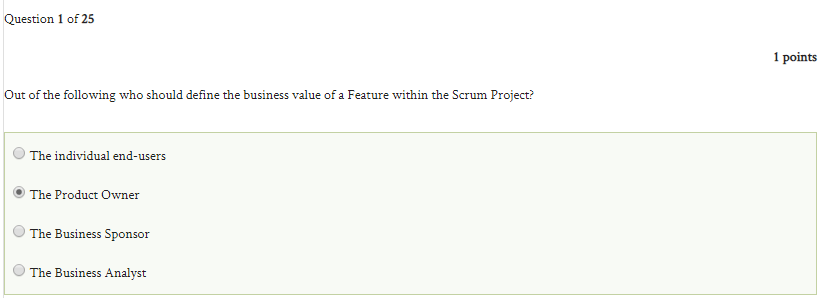 Question 1 of 25
1 points
Out of the following who should define the business value of a Feature within the Scrum Project?
The individual end-users
The Product Owner
The Business Sponsor
The Business Analyst